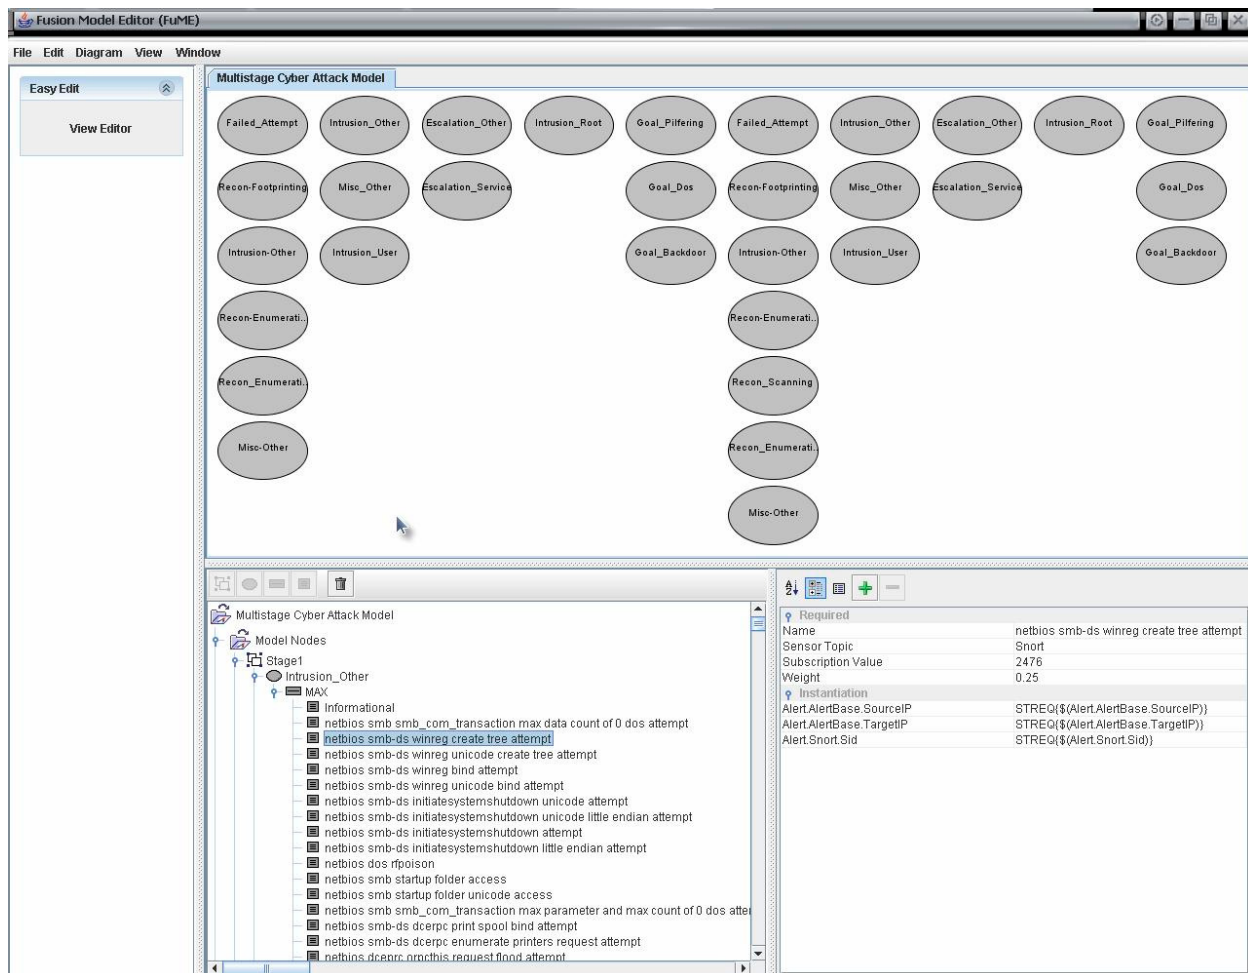 Fusion Model Editor (FuME)
File Edit Diagram View Window
Easy Edit
View Editor
Multistage Cyber Attack Model
Failed_Attempt Intrusion_Other Escalation_Other Intrusion_Root Goal_Pilfering Failed_Attempt Intrusion_Other Escalation_Other Intrusion_Root Goal_Pilfering
Recon-Footprinting Misc_Other Escalation_Service Goal_Dos Recon-Footprinting Misc_Other Escalation_Service Goal_Dos
Intrusion-Other Intrusion_User Goal_Backdoor Intrusion-Other Intrusion_User Goal_Backdoor
Recon-Enumerati.. Recon-Enumerati..
Recon_Enumerati.. Recon_Scanning
Misc-Other Recon_Enumerati..
Misc-Other
Multistage Cyber Attack Model
Model Nodes
Stage1
Intrusion_Other
MAX
Informational
netbios smb smb_com_transaction max data count of 0 dos attempt
netbios smb-ds winreg create tree attempt
netbios smb-ds winreg unicode create tree attempt
netbios smb-ds winreg bind attempt
netbios smb-ds winreg unicode bind attempt
netbios smb-ds initiatesystemshutdown unicode attempt
netbios smb-ds initiatesystemshutdown unicode little endian attempt
netbios smb-ds initiatesystemshutdown attempt
netbios smb-ds initiatesystemshutdown little endian attempt
netbios dos rfpoison
netbios smb startup folder access
netbios smb startup folder unicode access
netbios smb smb_com_transaction max parameter and max count of 0 dos atter
netbios smb-ds dcerpc print spool bind attempt
netbios smb-ds dcerpc enumerate printers request attempt
netbios dceprc orpcthis request flood attempt
A Z
Required
Name netbios smb-ds winreg create tree attempt
Sensor Topic Snort
Subscription Value 2476
Weight 0.25
Instantiation
Alert.AlertBase.SourceIP STREQ{$(Alert.AlertBase.SourceIP)}
Alert.AlertBase.TargetIP STREQ{$(Alert.AlertBase.TargetIP)}
Alert.Snort.Sid STREQ{$(Alert.Snort.Sid)}